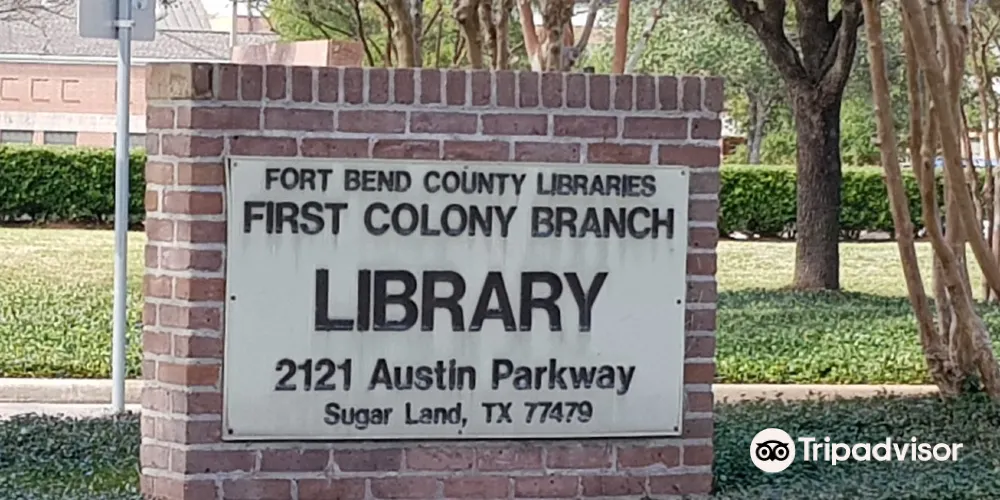 FORT BEND COUNTY LIBRARIES
FIRST COLONY BRANCH
LIBRARY
2121 Austin Parkway
Sugar Land, TX 77479
Tripadvisor